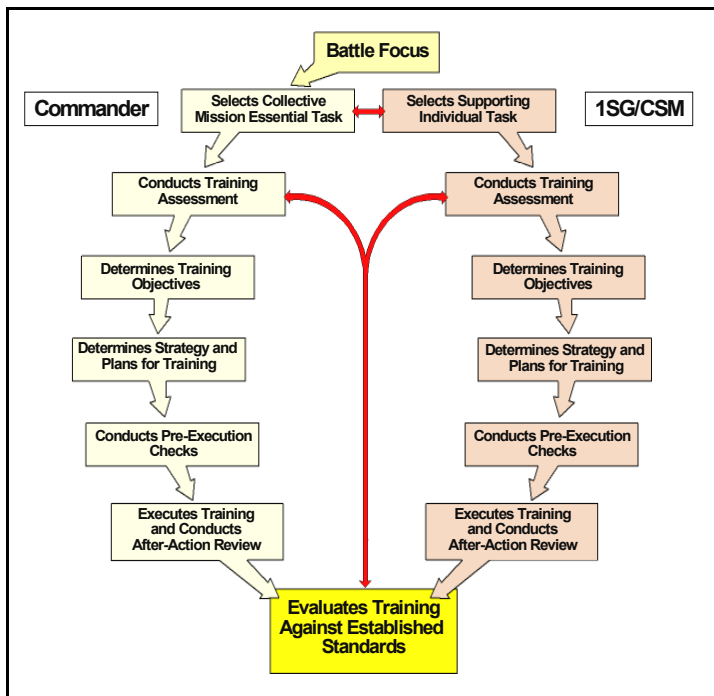 Battle Focus
Commander
Selects Collective
Mission Essential Task
Selects Supporting
Individual Task
1SG/CSM
Conducts Training
Assessment
Conducts Training
Assessment
Determines Training
Objectives
Determines Training
Objectives
Determines Strategy and
Plans for Training
Determines Strategy and
Plans for Training
Conducts Pre-Execution
Checks
Conducts Pre-Execution
Checks
Executes Training
and Conducts
After-Action Review
Executes Training
and Conducts
After-Action Review
Evaluates Training
Against Established
Standards